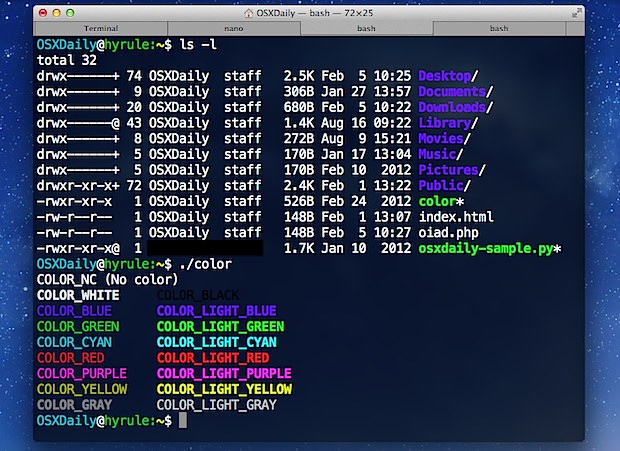 OSXDaily — bash — 72×25
Terminal nano bash bash
OSXDaily@hyrule:~$ ls -l
total 32
drwx------+ 74 OSXDaily  staff   2.5K Feb  5 10:25 Desktop/
drwx------+  9 OSXDaily  staff   306B Jan 27 13:57 Documents/
drwx------+ 20 OSXDaily  staff   680B Feb  5 10:22 Downloads/
drwx------@ 43 OSXDaily  staff   1.4K Aug 16 09:22 Library/
drwx------+  8 OSXDaily  staff   272B Aug  9 15:21 Movies/
drwx------+  5 OSXDaily  staff   170B Jan 17 13:04 Music/
drwx------+  5 OSXDaily  staff   170B Feb 10  2012 Pictures/
drwxr-xr-x+ 72 OSXDaily  staff   2.4K Feb  1 13:22 Public/
-rwxr-xr-x   1 OSXDaily  staff   526B Feb 24  2012 color*
-rw-r--r--   1 OSXDaily  staff   148B Feb  1 13:07 index.html
-rw-r--r--   1 OSXDaily  staff   148B Feb  5 10:27 oiad.php
-rwxr-xr-x@  1                   1.7K Jan 10  2012 osxdaily-sample.py*
OSXDaily@hyrule:~$ ./color
COLOR_NC (No color)
COLOR_WHITE    COLOR_BLACK
COLOR_BLUE     COLOR_LIGHT_BLUE
COLOR_GREEN    COLOR_LIGHT_GREEN
COLOR_CYAN     COLOR_LIGHT_CYAN
COLOR_RED      COLOR_LIGHT_RED
COLOR_PURPLE   COLOR_LIGHT_PURPLE
COLOR_YELLOW   COLOR_LIGHT_YELLOW
COLOR_GRAY     COLOR_LIGHT_GRAY
OSXDaily@hyrule:~$